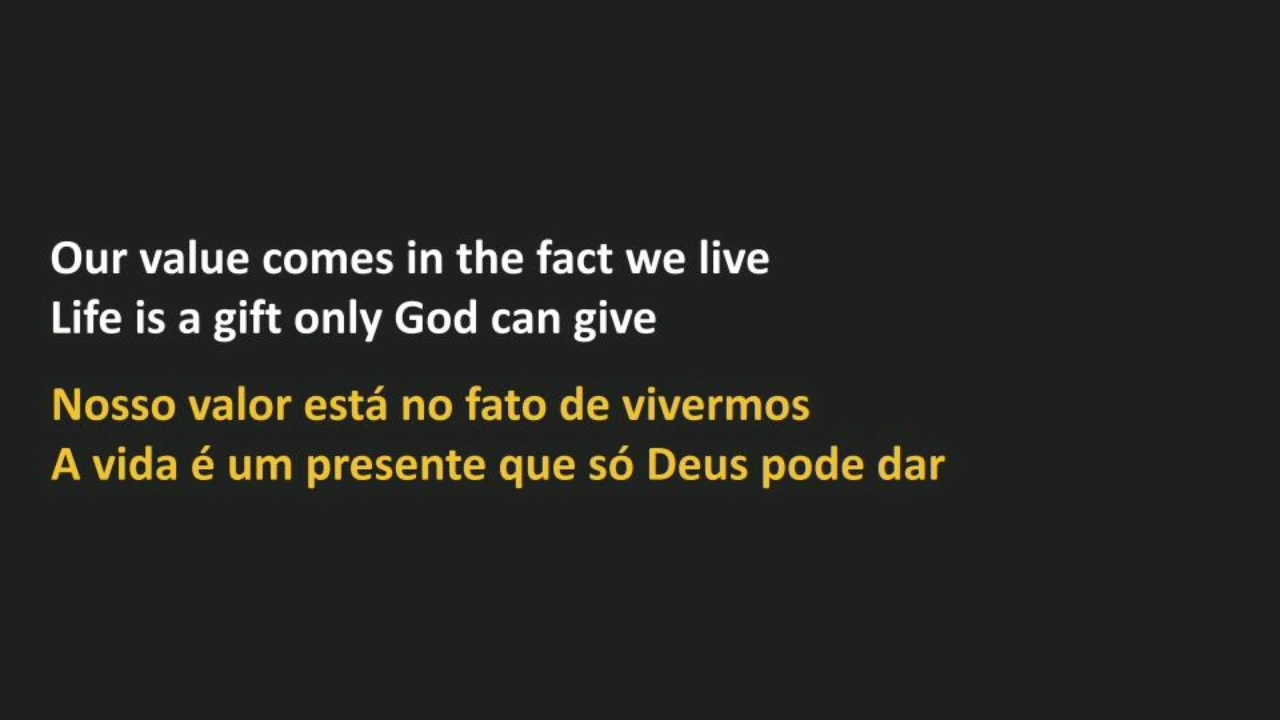 Our value comes in the fact we live
Life is a gift only God can give
Nosso valor está no fato de vivermos
A vida é um presente que só Deus pode dar